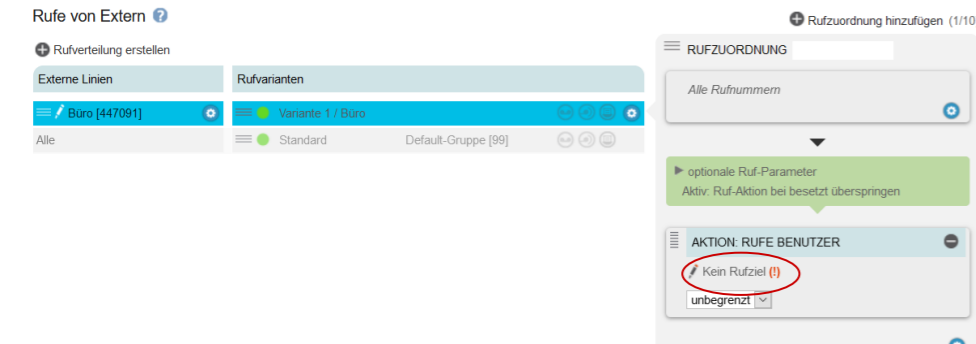 Rufe von Extern ?
Rufzuordnung hinzufügen (1/10
Rufverteilung erstellen
RUFZUORDNUNG
Externe Linien
Rufvarianten
Alle Rufnummern
Büro [447091]
Variante 1 / Büro
Alle
Standard
Default-Gruppe [99]
optionale Ruf-Parameter
Aktiv: Ruf-Aktion bei besetzt überspringen
AKTION: RUFE BENUTZER
Kein Rufziel (!)
unbegrenzt